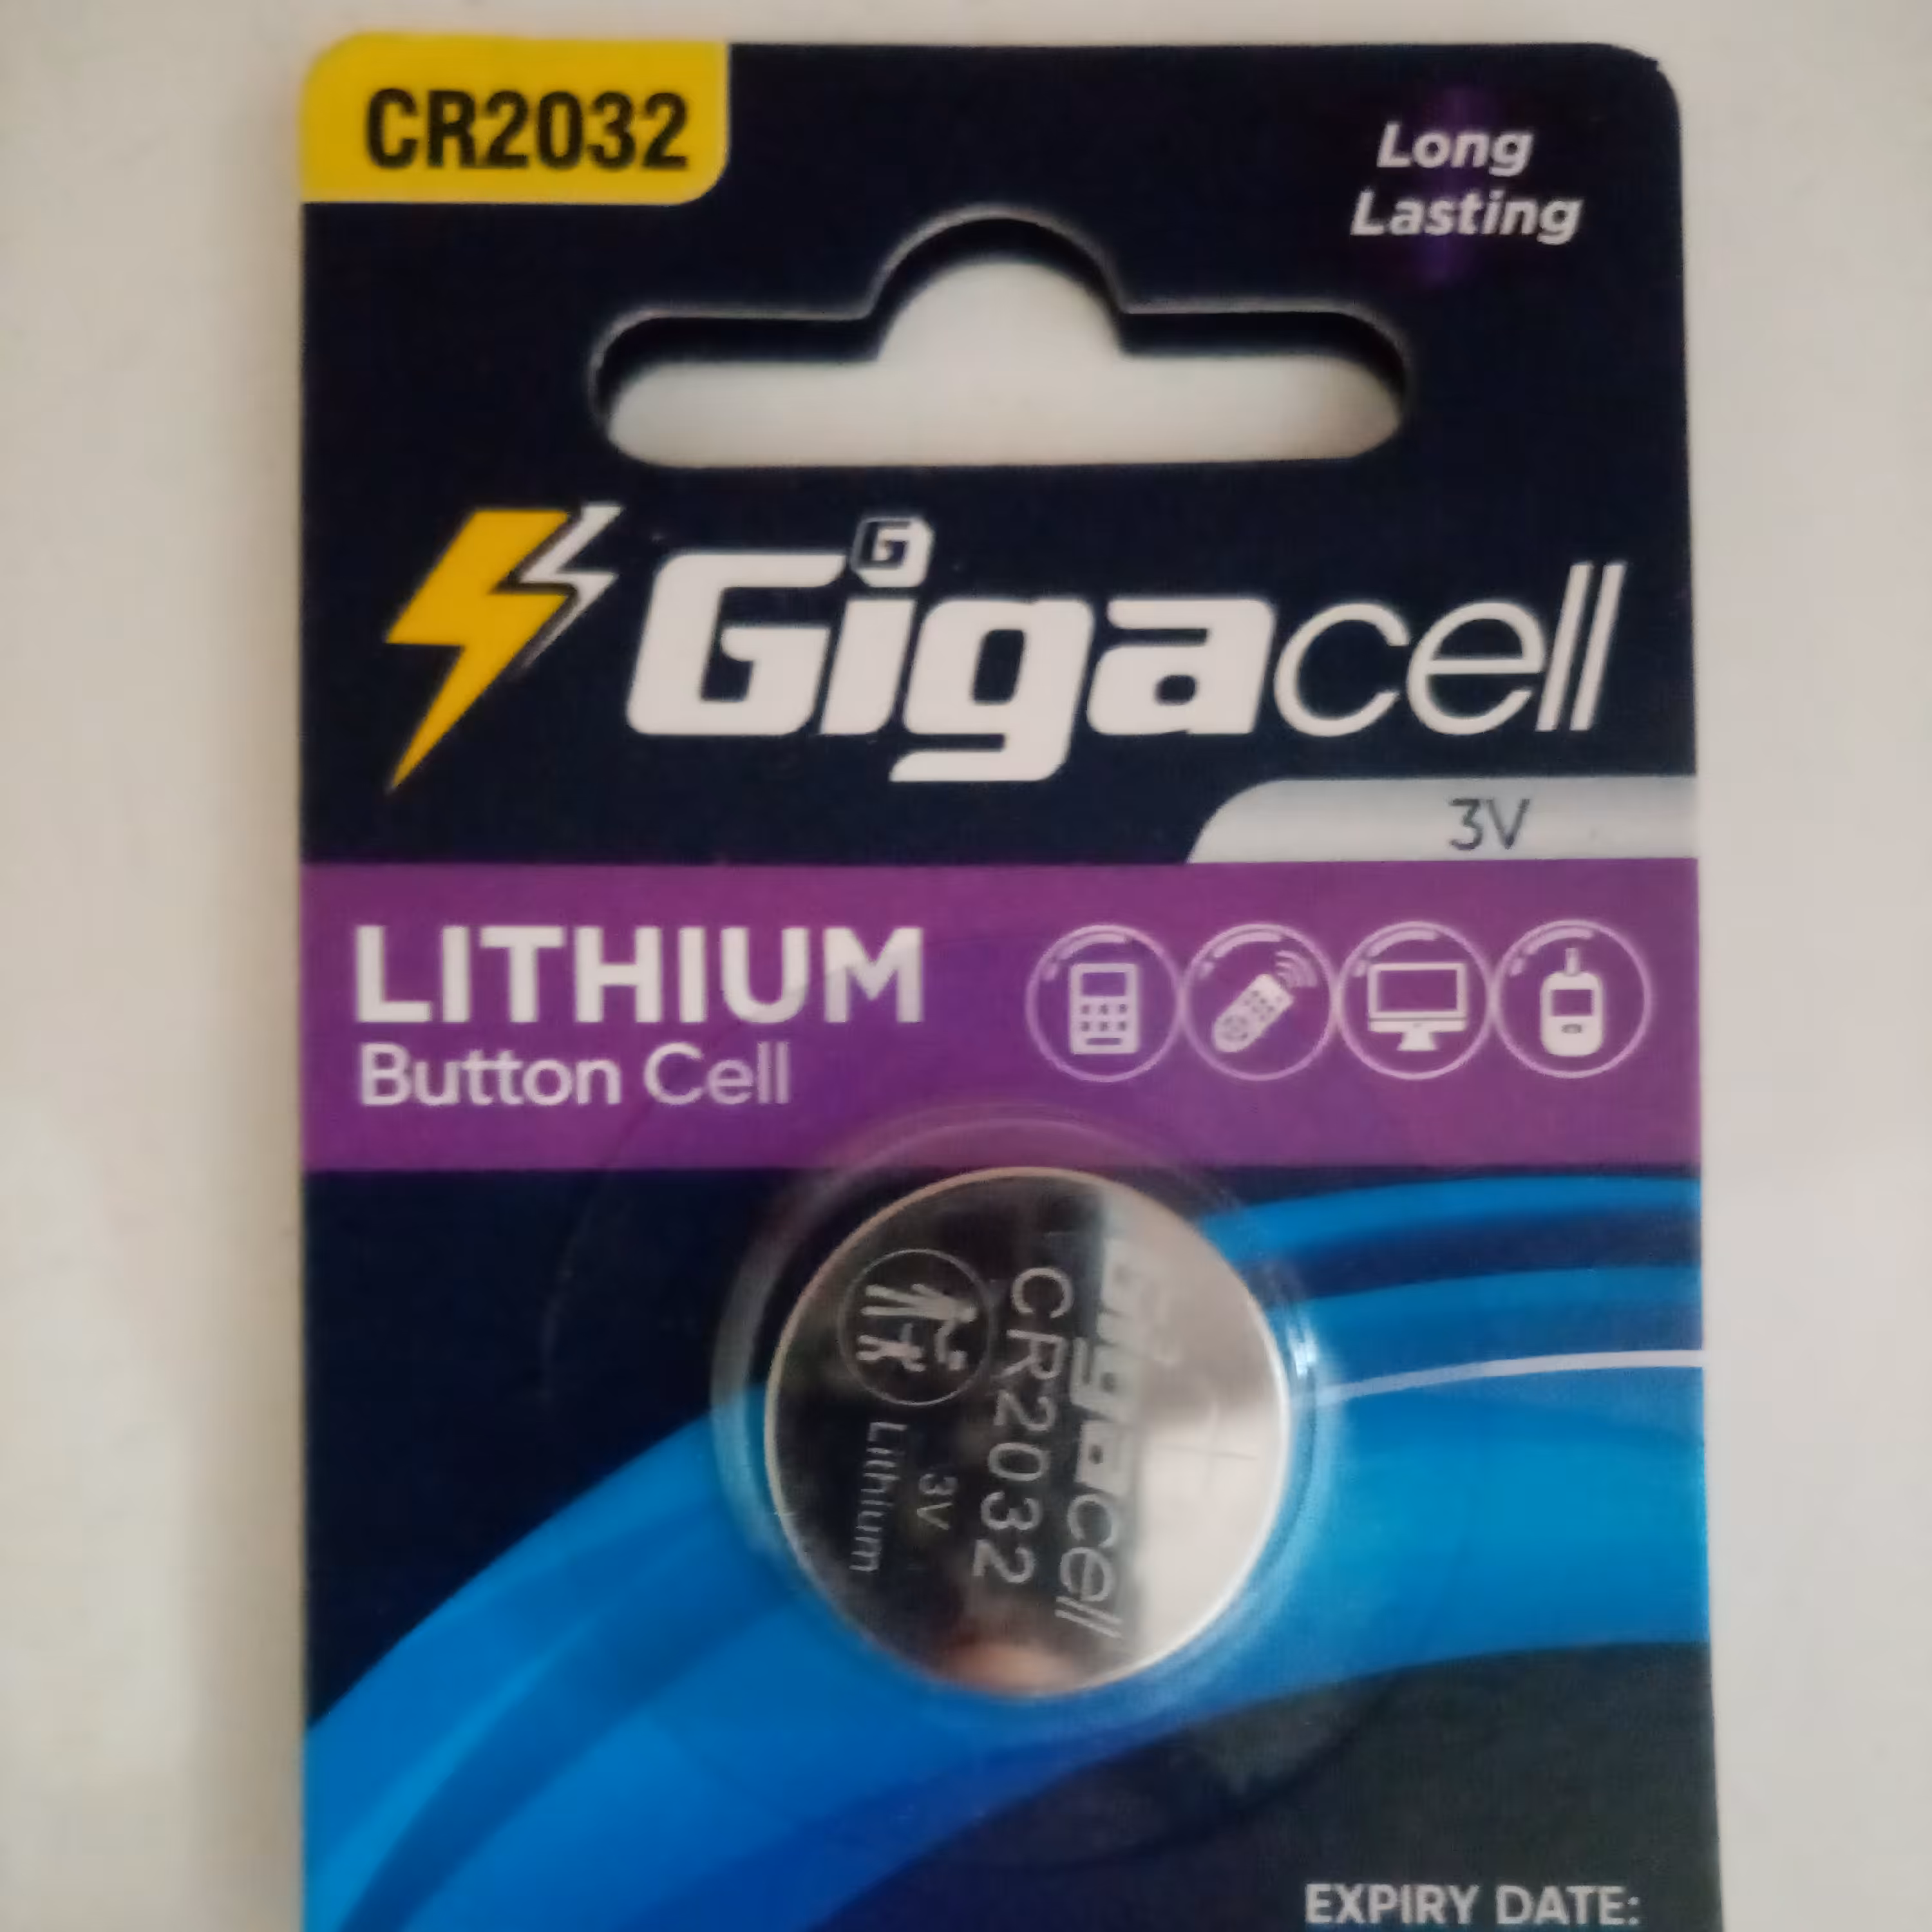 CR2032
Long
Lasting
Gigacell
3V
LITHIUM
Button Cell
Gigacell
CR2032
3V
Lithium
EXPIRY DATE: